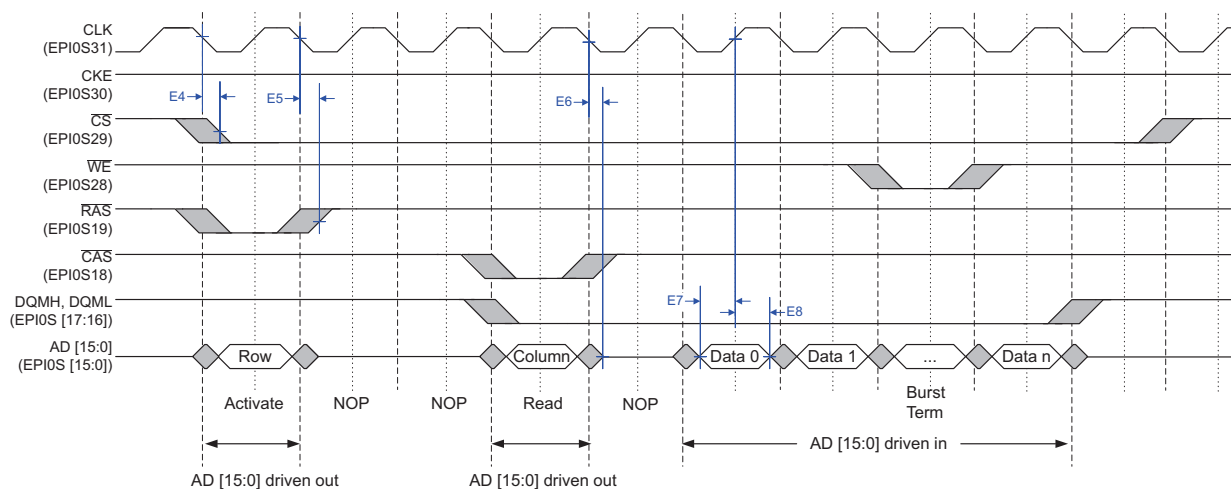 CLK
(EPI0S31)
CKE
(EPI0S30)
E4
E5
E6
CS
(EPI0S29)
WE
(EPI0S28)
RAS
(EPI0S19)
CAS
(EPI0S18)
DQMH, DQML
(EPI0S [17:16])
E7
E8
AD [15:0]
(EPI0S [15:0])
Row
Column
Data 0
Data 1
...
Data n
Activate
NOP
NOP
Read
NOP
Burst
Term
AD [15:0] driven in
AD [15:0] driven out
AD [15:0] driven out